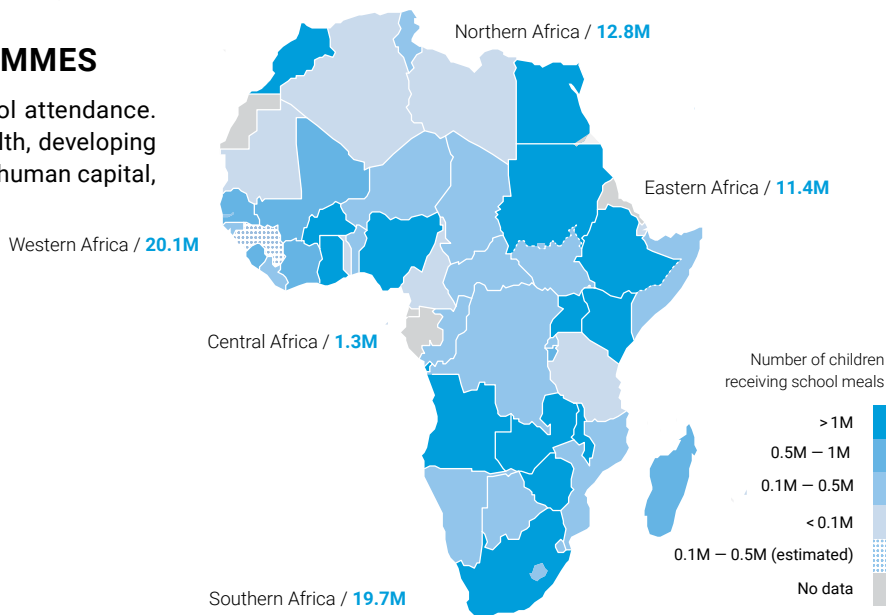 MMES
ol attendance.
lth, developing
human capital,
Northern Africa / 12.8M
Eastern Africa / 11.4M
Western Africa / 20.1M
Central Africa / 1.3M
Southern Africa / 19.7M
Number of children
receiving school meals
> 1M
0.5M — 1M
0.1M — 0.5M
< 0.1M
0.1M — 0.5M (estimated)
No data